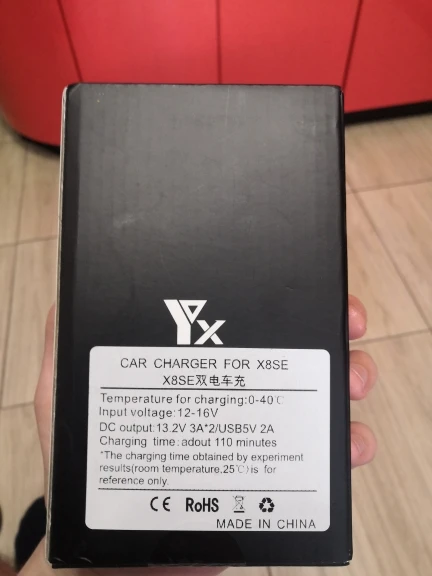 Yx
CAR CHARGER FOR X8SE
X8SE双电车充
Temperature for charging:0-40℃
Input voltage:12-16V
DC output:13.2V 3A*2/USB5V 2A
Charging time:adout 110 minutes
*The charging time obtained by experiment
results(room temperature,25℃)is for
reference only.
CE RoHS
MADE IN CHINA